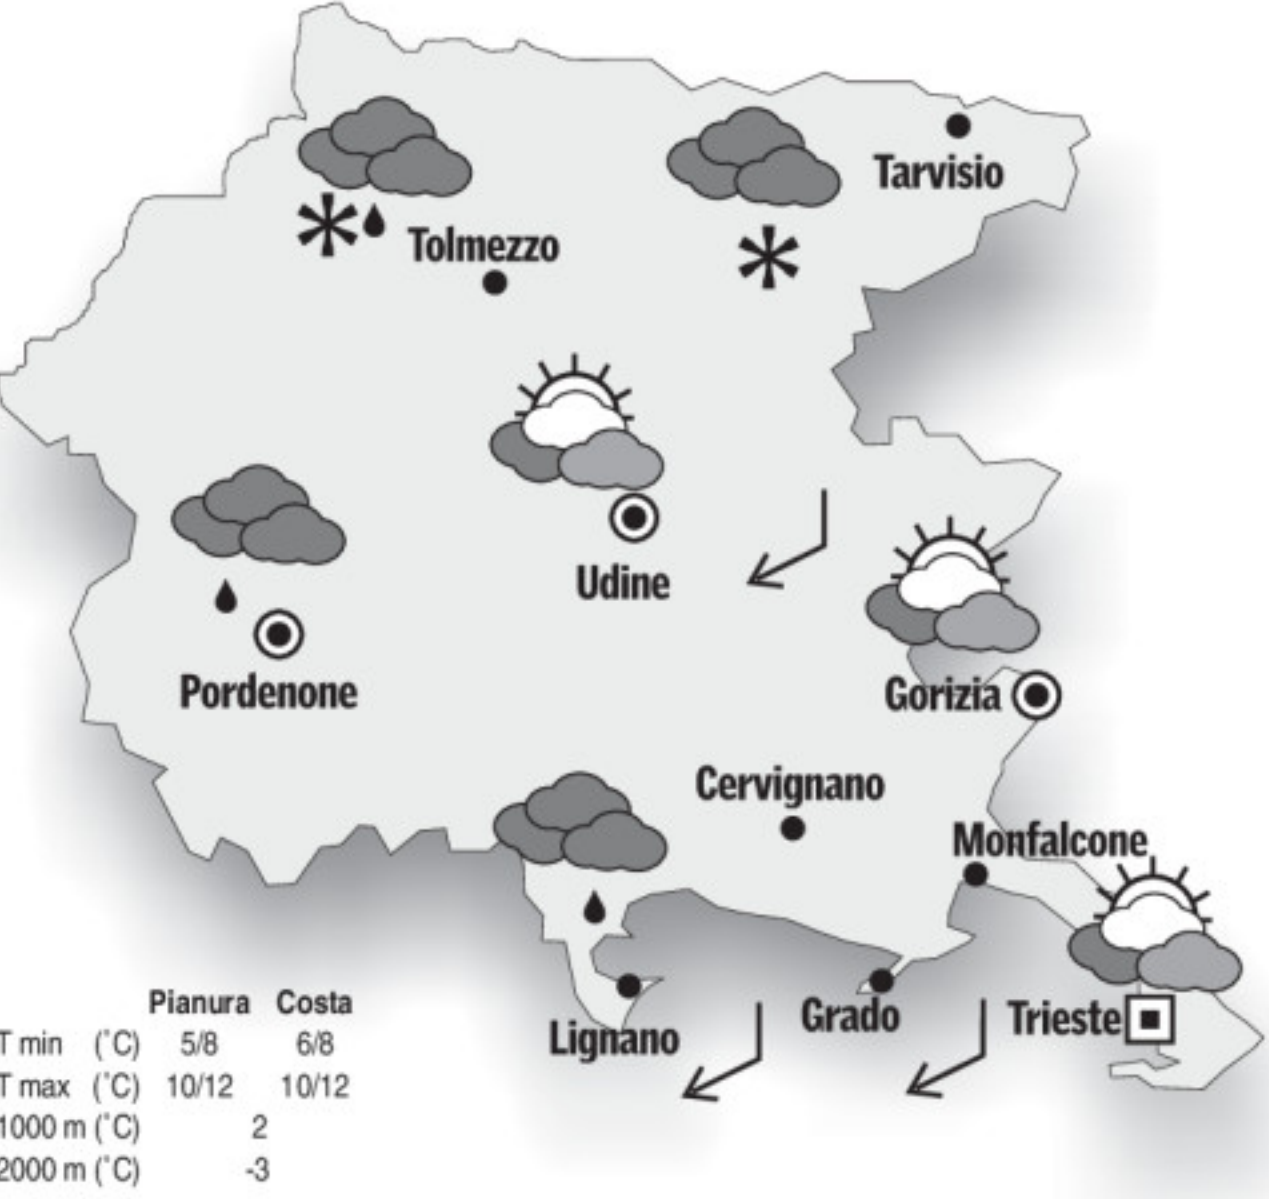 Tarvisio
Tolmezzo
Udine
Pordenone
Gorizia
Cervignano
Monfalcone
Pianura Costa
Grado Trieste
Lignano
T min (°C) 5/8 6/8
T max (°C) 10/12 10/12
1000 m (°C) 2
2000 m (°C) -3